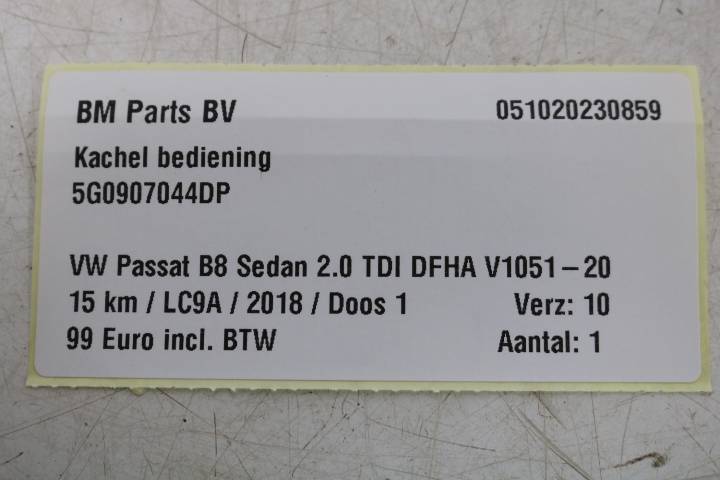 BM Parts BV 051020230859
Kachel bediening
5G0907044DP
VW Passat B8 Sedan 2.0 TDI DFHA V1051-20
15 km / LC9A / 2018 / Doos 1 Verz: 10
99 Euro incl. BTW Aantal: 1